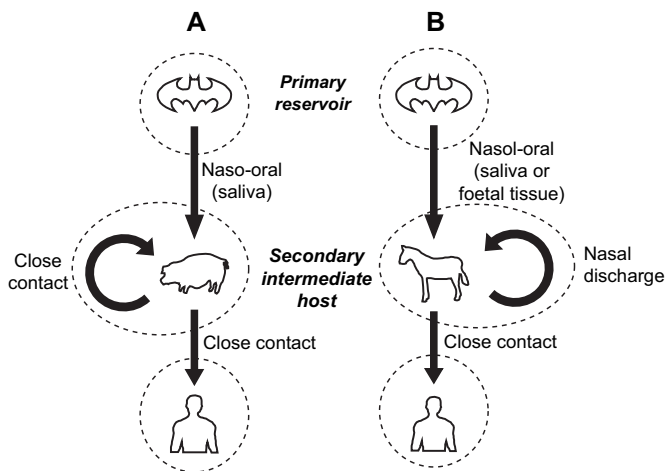 A
B
Primary
reservoir
Naso-oral
(saliva)
Nasol-oral
(saliva or
foetal tissue)
Close
contact
Secondary
intermediate
host
Nasal
discharge
Close contact
Close contact